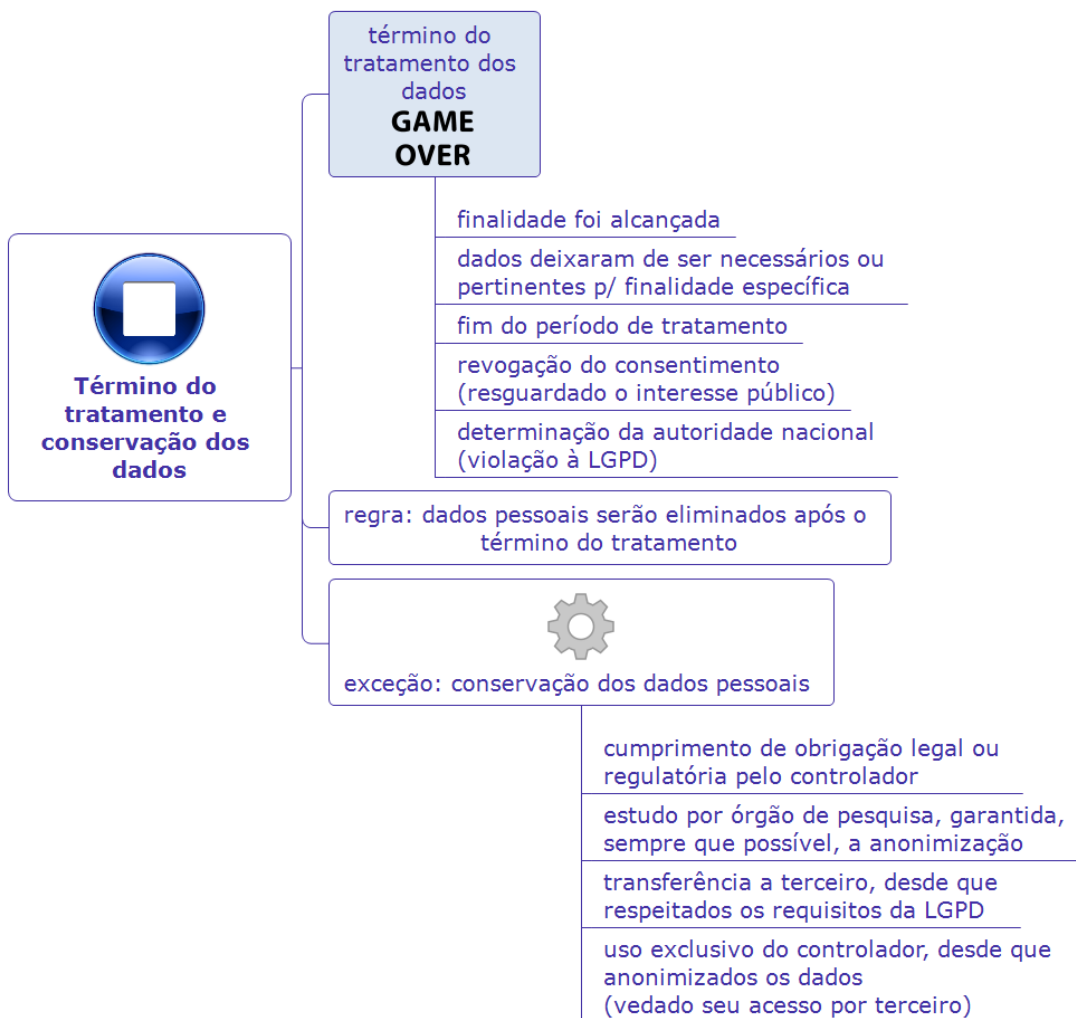 término do
tratamento dos
dados
GAME
OVER
finalidade foi alcançada
dados deixaram de ser necessários ou
pertinentes p/ finalidade específica
fim do período de tratamento
revogação do consentimento
(resguardado o interesse público)
determinação da autoridade nacional
(violação à LGPD)
Término do
tratamento e
conservação dos
dados
regra: dados pessoais serão eliminados após o
término do tratamento
exceção: conservação dos dados pessoais
cumprimento de obrigação legal ou
regulatória pelo controlador
estudo por órgão de pesquisa, garantida,
sempre que possível, a anonimização
transferência a terceiro, desde que
respeitados os requisitos da LGPD
uso exclusivo do controlador, desde que
anonimizados os dados
(vedado seu acesso por terceiro)